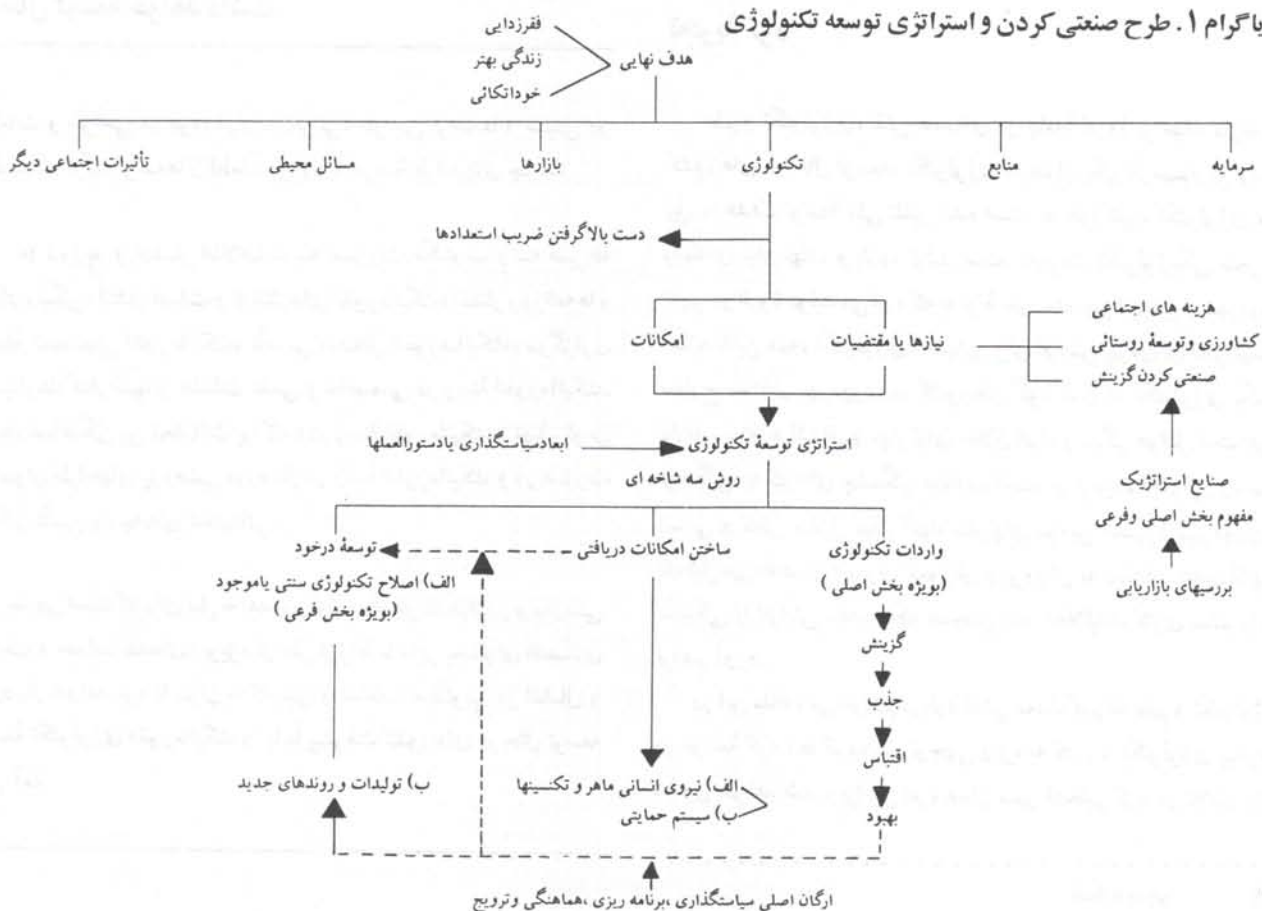 یاگرام ۱. طرح صنعتی کردن و استراتژی توسعه تکنولوژی
فقرزدایی
زندگی بهتر
خوداتکائی
هدف نهایی
سرمایه
منابع
تکنولوژی
بازارها
مسائل محیطی
تأثیرات اجتماعی دیگر
دست بالاگرفتن ضریب استعدادها
امکانات
نیازها یا مقتضیات
هزینه های اجتماعی
کشاورزی وتوسعهٔ روستائی
صنعتی کردن گزینش
استراتژی توسعهٔ تکنولوژی
ابعادسیاستگذاری یادستورالعملها
روش سه شاخه ای
صنایع استراتژیک
مفهوم بخش اصلی وفرعی
بررسیهای بازاریابی
واردات تکنولوژی
(بویژه بخش اصلی)
گزینش
جذب
اقتباس
بهبود
ساختن امکانات دریافتی
الف) نیروی انسانی ماهر و تکنسینها
ب) سیستم حمایتی
توسعهٔ درخود
الف) اصلاح تکنولوژی سنتی یاموجود
(بویژه بخش فرعی)
ب) تولیدات و روندهای جدید
ارگان اصلی سیاستگذاری ،برنامه ریزی ،هماهنگی وترویج